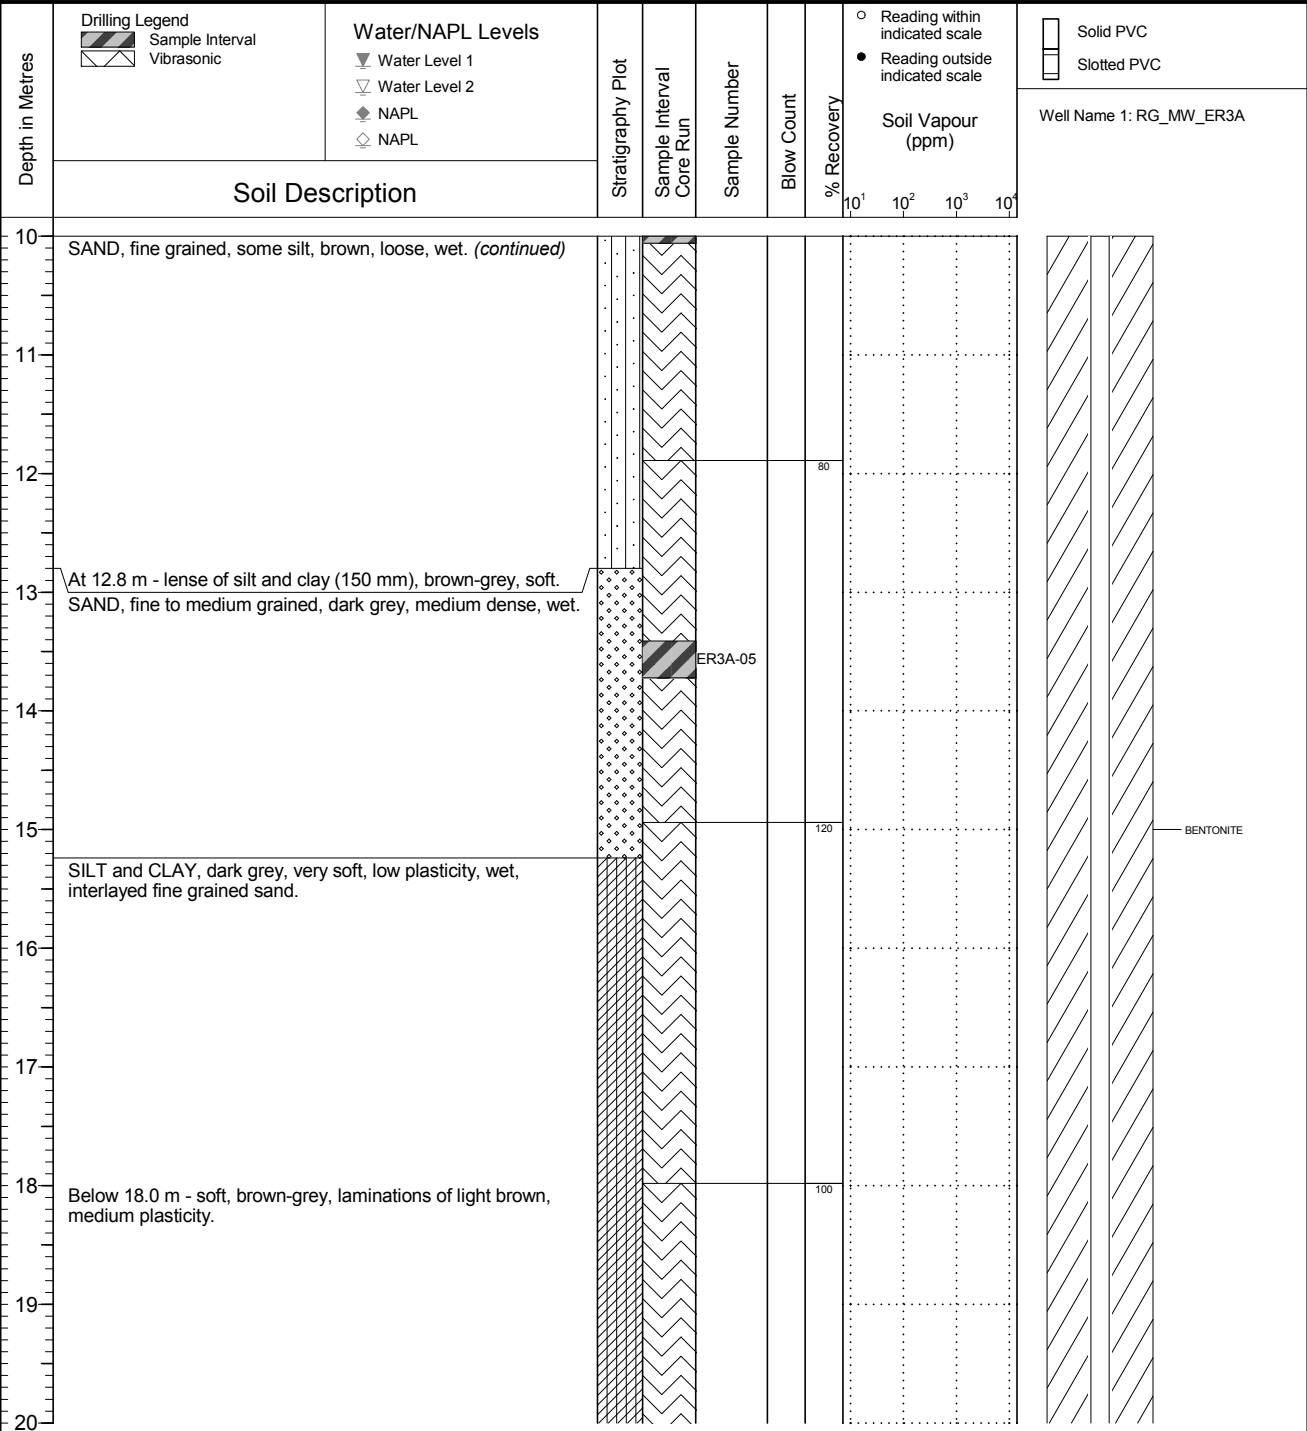 Depth in Metres
Drilling Legend
Sample Interval
Vibrasonic
Water/NAPL Levels
Water Level 1
Water Level 2
NAPL
NAPL
Soil Description
Stratigraphy Plot
Sample Interval
Core Run
Sample Number
Blow Count
% Recovery
Reading within
indicated scale
Reading outside
indicated scale
Soil Vapour
(ppm)
10¹ 10² 10³ 10⁴
Solid PVC
Slotted PVC
Well Name 1: RG_MW_ER3A
10
SAND, fine grained, some silt, brown, loose, wet. (continued)
11
12
80
At 12.8 m - lense of silt and clay (150 mm), brown-grey, soft.
13
SAND, fine to medium grained, dark grey, medium dense, wet.
ER3A-05
14
15
120
BENTONITE
SILT and CLAY, dark grey, very soft, low plasticity, wet,
interlayed fine grained sand.
16
17
18
100
Below 18.0 m - soft, brown-grey, laminations of light brown,
medium plasticity.
19
20